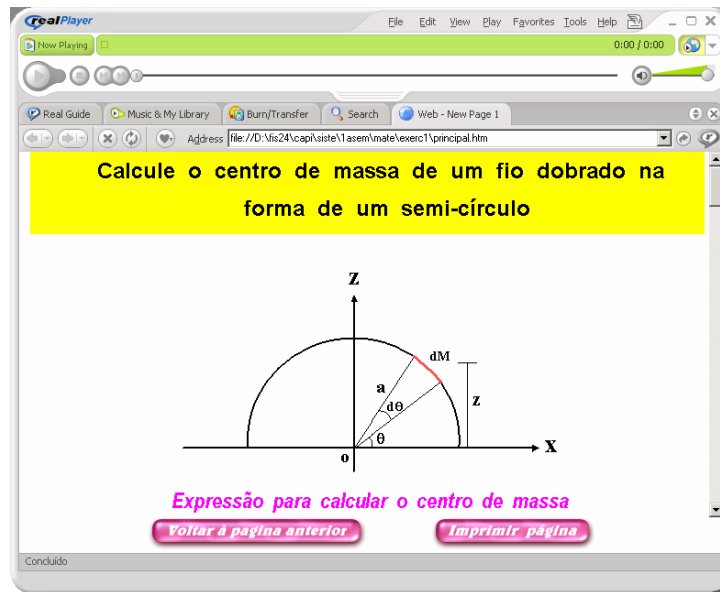 realPlayer File Edit View Play Favorites Tools Help
Now Playing 0:00 / 0:00
Real Guide Music & My Library Burn/Transfer Search Web - New Page 1
Address file://D:\fis24\capi\siste\1asem\mate\exerc1\principal.htm
Calcule o centro de massa de um fio dobrado na
forma de um semi-círculo
Z
dM
a
z
dθ
θ
o
X
Expressão para calcular o centro de massa
Voltar à pagina anterior Imprimir página
Concluído